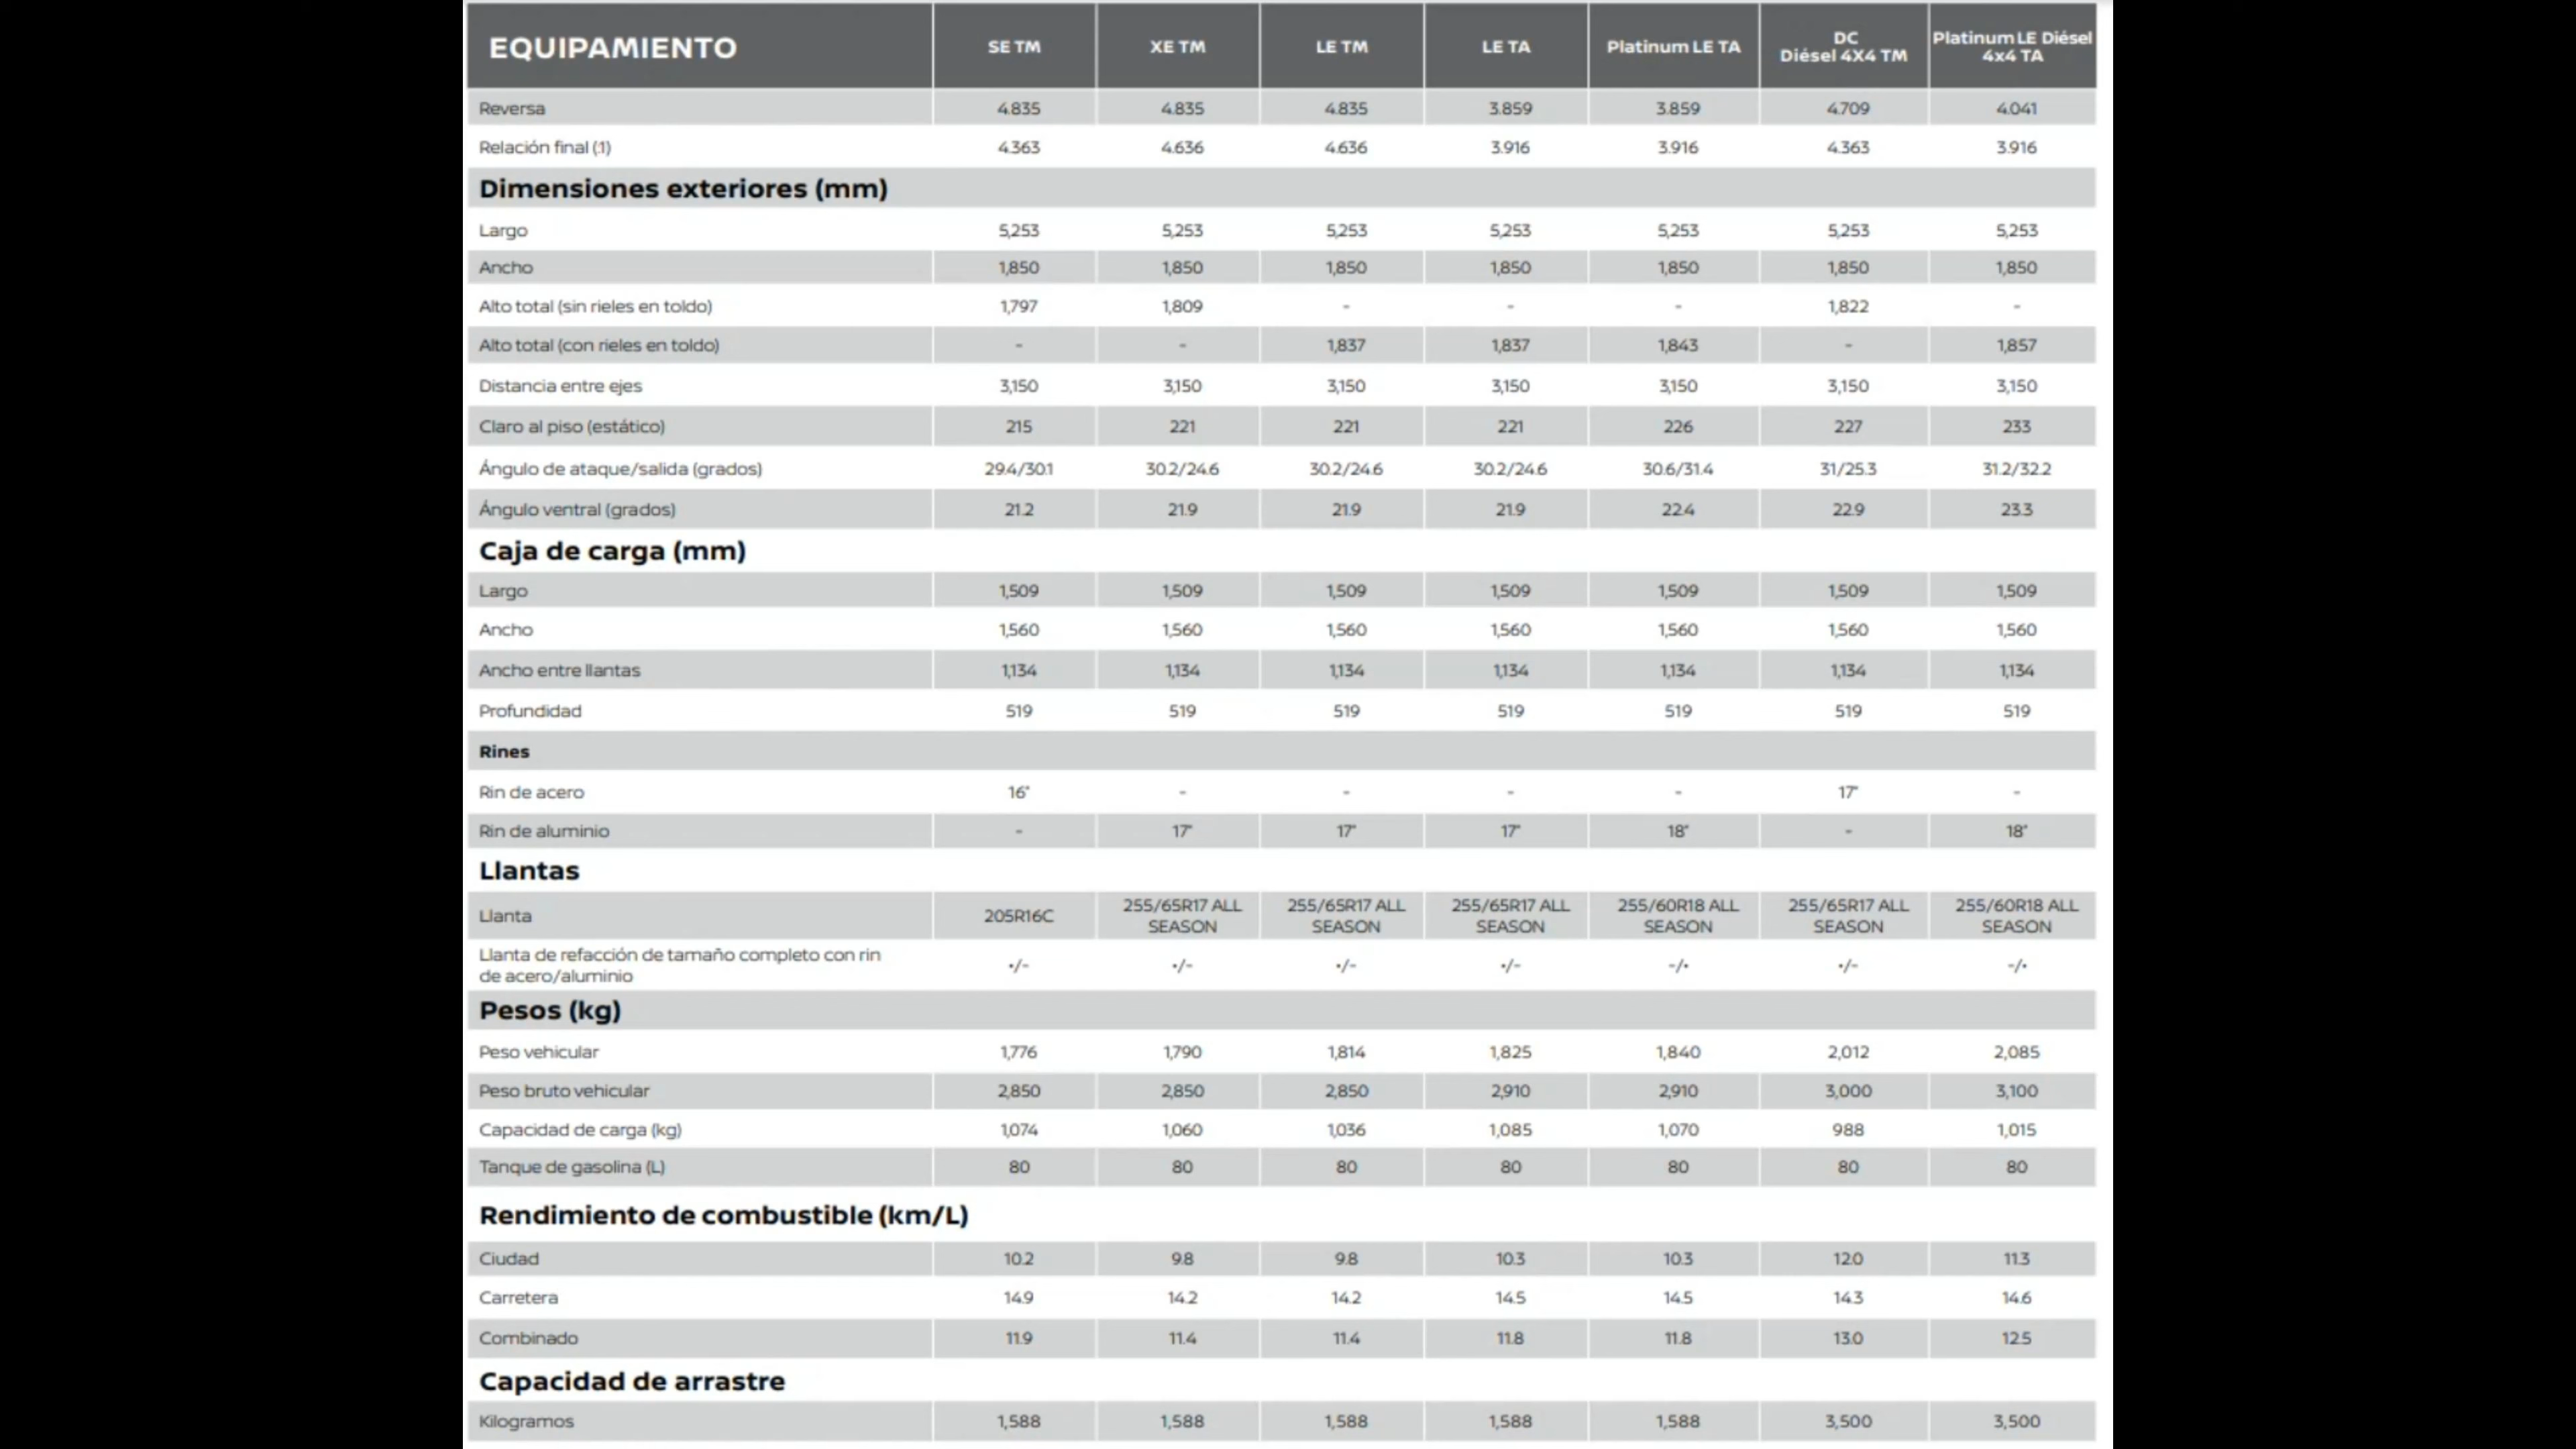 EQUIPAMIENTO SE TM XE TM LE TM LE TA Platinum LE TA DC Diésel 4X4 TM Platinum LE Diésel 4x4 TA
Reversa 4.835 4.835 4.835 3.859 3.859 4.709 4.041
Relación final (:1) 4.363 4.636 4.636 3.916 3.916 4.363 3.916
Dimensiones exteriores (mm)
Largo 5,253 5,253 5,253 5,253 5,253 5,253 5,253
Ancho 1,850 1,850 1,850 1,850 1,850 1,850 1,850
Alto total (sin rieles en toldo) 1,797 1,809 - - - 1,822 -
Alto total (con rieles en toldo) - - 1,837 1,837 1,843 - 1,857
Distancia entre ejes 3,150 3,150 3,150 3,150 3,150 3,150 3,150
Claro al piso (estático) 215 221 221 221 226 227 233
Ángulo de ataque/salida (grados) 29.4/30.1 30.2/24.6 30.2/24.6 30.2/24.6 30.6/31.4 31/25.3 31.2/32.2
Ángulo ventral (grados) 21.2 21.9 21.9 21.9 22.4 22.9 23.3
Caja de carga (mm)
Largo 1,509 1,509 1,509 1,509 1,509 1,509 1,509
Ancho 1,560 1,560 1,560 1,560 1,560 1,560 1,560
Ancho entre llantas 1,134 1,134 1,134 1,134 1,134 1,134 1,134
Profundidad 519 519 519 519 519 519 519
Rines
Rin de acero 16" - - - - 17" -
Rin de aluminio - 17" 17" 17" 18" - 18"
Llantas
Llanta 205R16C 255/65R17 ALL SEASON 255/65R17 ALL SEASON 255/65R17 ALL SEASON 255/60R18 ALL SEASON 255/65R17 ALL SEASON 255/60R18 ALL SEASON
Llanta de refacción de tamaño completo con rin
de acero/aluminio •/- •/- •/- •/- -/• •/- -/•
Pesos (kg)
Peso vehicular 1,776 1,790 1,814 1,825 1,840 2,012 2,085
Peso bruto vehicular 2,850 2,850 2,850 2,910 2,910 3,000 3,100
Capacidad de carga (kg) 1,074 1,060 1,036 1,085 1,070 988 1,015
Tanque de gasolina (L) 80 80 80 80 80 80 80
Rendimiento de combustible (km/L)
Ciudad 10.2 9.8 9.8 10.3 10.3 12.0 11.3
Carretera 14.9 14.2 14.2 14.5 14.5 14.3 14.6
Combinado 11.9 11.4 11.4 11.8 11.8 13.0 12.5
Capacidad de arrastre
Kilogramos 1,588 1,588 1,588 1,588 1,588 3,500 3,500